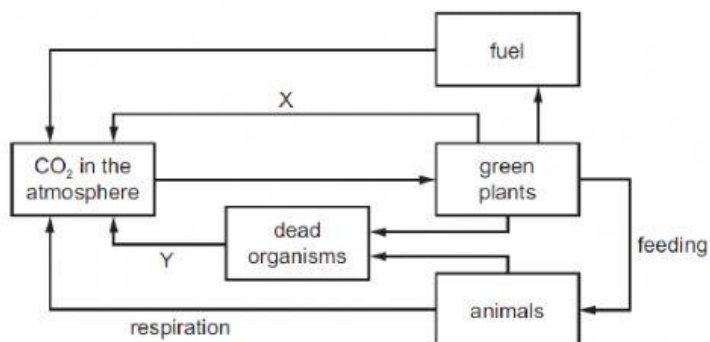 fuel
X
CO₂ in the
atmosphere
green
plants
dead
organisms
Y
feeding
animals
respiration